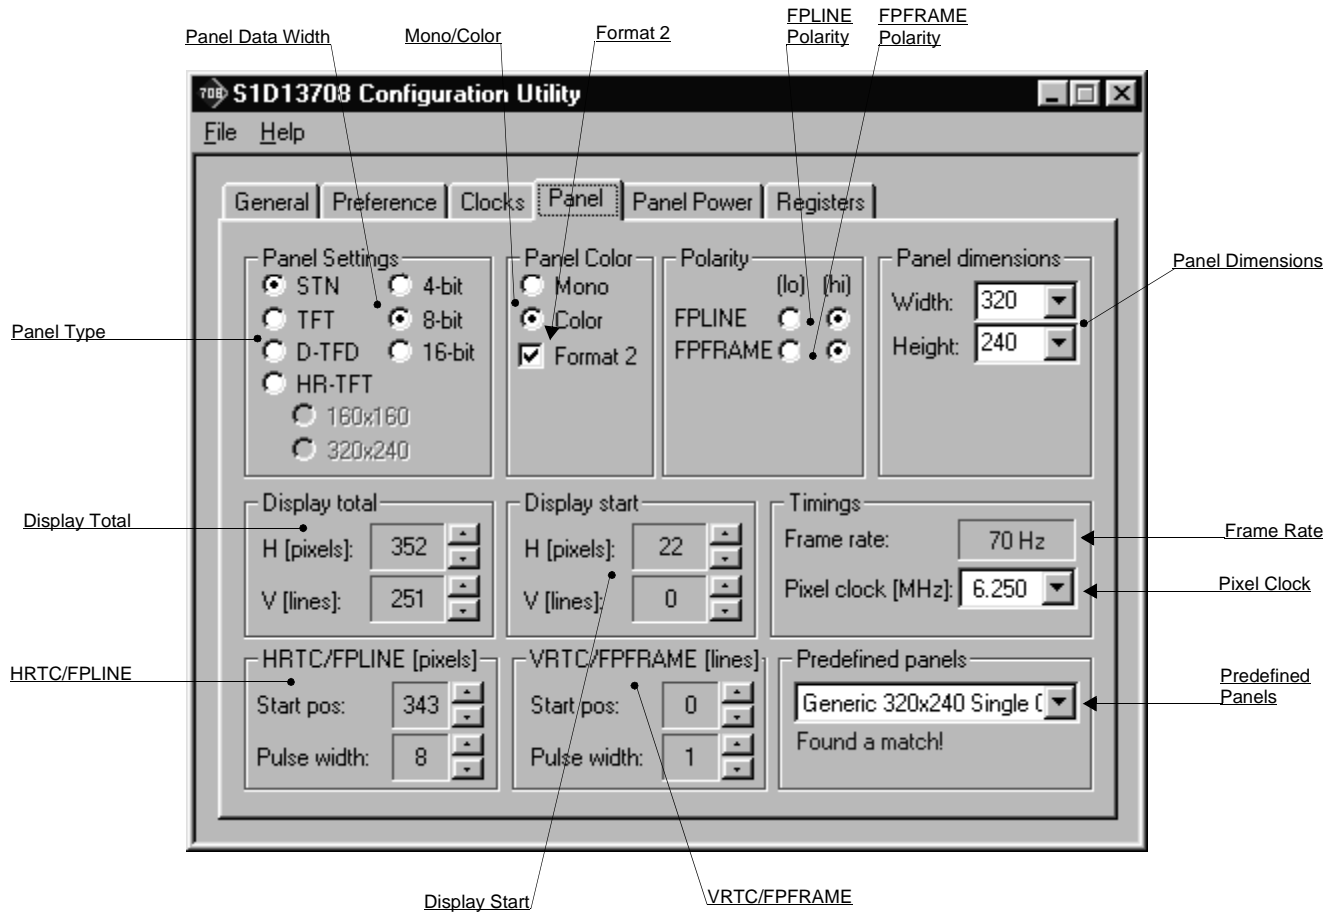 FPLINE
Polarity
FPFRAME
Polarity
Panel Data Width
Mono/Color
Format 2
708
S1D13708 Configuration Utility
File Help
General Preference Clocks Panel Panel Power Registers
Panel Settings
STN
4-bit
TFT
8-bit
D-TFD
16-bit
HR-TFT
160x160
320x240
Panel Color
Mono
Color
Format 2
Polarity
(lo) (hi)
FPLINE
FPFRAME
Panel dimensions
Width: 320
Height: 240
Panel Dimensions
Panel Type
Display total
H [pixels]: 352
V [lines]: 251
Display start
H [pixels]: 22
V [lines]: 0
Timings
Frame rate: 70 Hz
Pixel clock [MHz]: 6.250
Display Total
Frame Rate
Pixel Clock
HRTC/FPLINE [pixels]
Start pos: 343
Pulse width: 8
VRTC/FPFRAME [lines]
Start pos: 0
Pulse width: 1
Predefined panels
Generic 320x240 Single C
Found a match!
HRTC/FPLINE
Predefined
Panels
Display Start
VRTC/FPFRAME